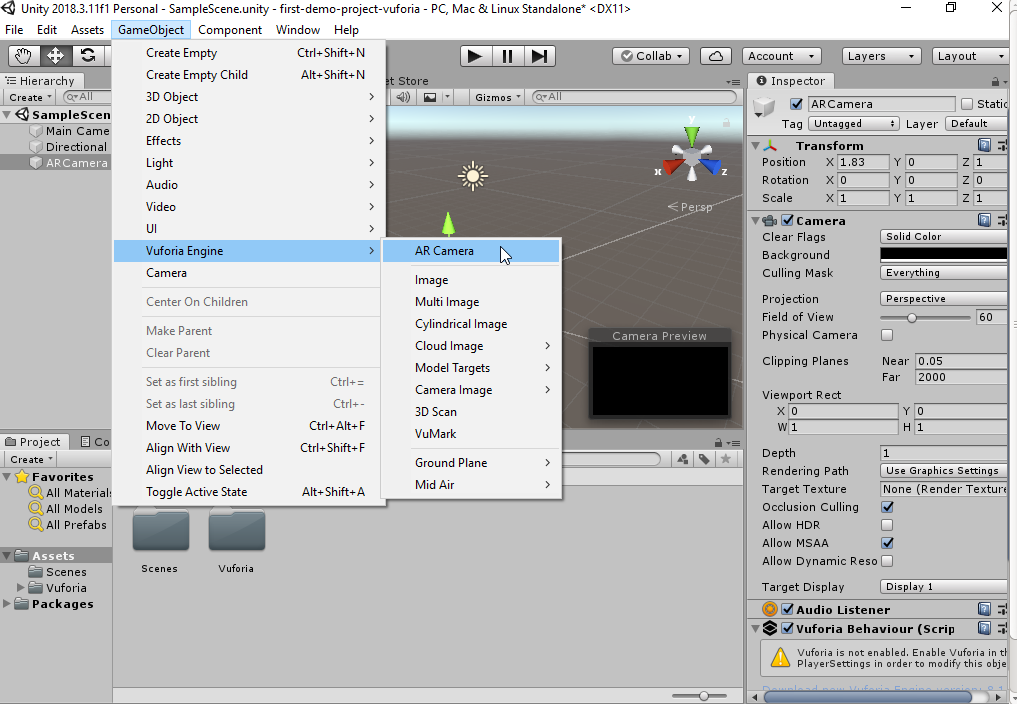 Unity 2018.3.11f1 Personal - SampleScene.unity - first-demo-project-vuforia - PC, Mac & Linux Standalone* <DX11>
File Edit Assets GameObject Component Window Help
Collab Account Layers Layout
Hierarchy
Create All
SampleScen
Main Came
Directional
ARCamera
Create Empty Ctrl+Shift+N
Create Empty Child Alt+Shift+N
3D Object
2D Object
Effects
Light
Audio
Video
UI
Vuforia Engine
Camera
Center On Children
Make Parent
Clear Parent
Set as first sibling Ctrl+=
Set as last sibling Ctrl+-
Move To View Ctrl+Alt+F
Align With View Ctrl+Shift+F
Align View to Selected
Toggle Active State Alt+Shift+A
AR Camera
Image
Multi Image
Cylindrical Image
Cloud Image
Model Targets
Camera Image
3D Scan
VuMark
Ground Plane
Mid Air
et Store
Gizmos All
y
x
z
Persp
Camera Preview
Project Co
Create
Favorites
All Materials
All Models
All Prefabs
Assets
Scenes
Vuforia
Packages
Scenes Vuforia
Inspector
ARCamera Static
Tag Untagged Layer Default
Transform
Position X 1.83 Y 0 Z 1
Rotation X 0 Y 0 Z 0
Scale X 1 Y 1 Z 1
Camera
Clear Flags Solid Color
Background
Culling Mask Everything
Projection Perspective
Field of View 60
Physical Camera
Clipping Planes Near 0.05
Far 2000
Viewport Rect
X 0 Y 0
W 1 H 1
Depth 1
Rendering Path Use Graphics Settings
Target Texture None (Render Texture
Occlusion Culling
Allow HDR
Allow MSAA
Allow Dynamic Reso
Target Display Display 1
Audio Listener
Vuforia Behaviour (Scrip
Vuforia is not enabled. Enable Vuforia in th
PlayerSettings in order to modify this obje